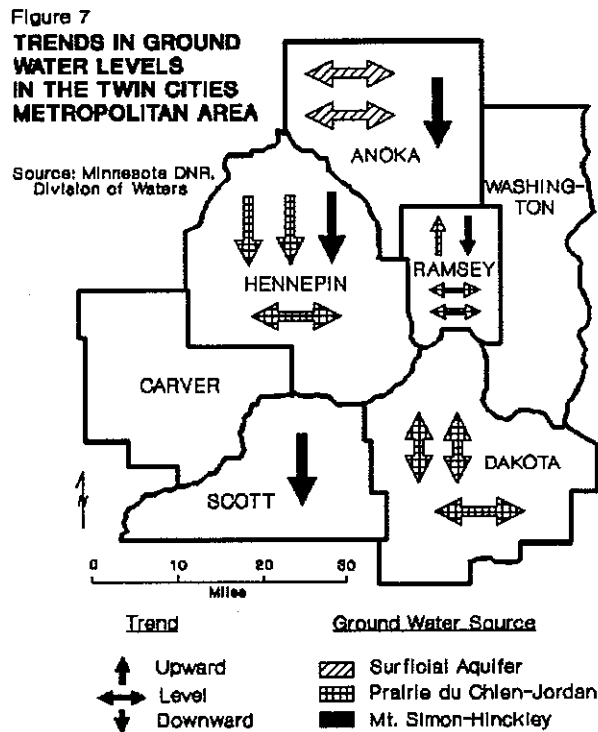 Figure 7
TRENDS IN GROUND
WATER LEVELS
IN THE TWIN CITIES
METROPOLITAN AREA
Source: Minnesota DNR,
Division of Waters
ANOKA
WASHING-
TON
HENNEPIN
RAMSEY
CARVER
SCOTT
DAKOTA
N
0 10 20 30
Miles
Trend
Upward
Level
Downward
Ground Water Source
Surficial Aquifer
Prairie du Chien-Jordan
Mt. Simon-Hinckley